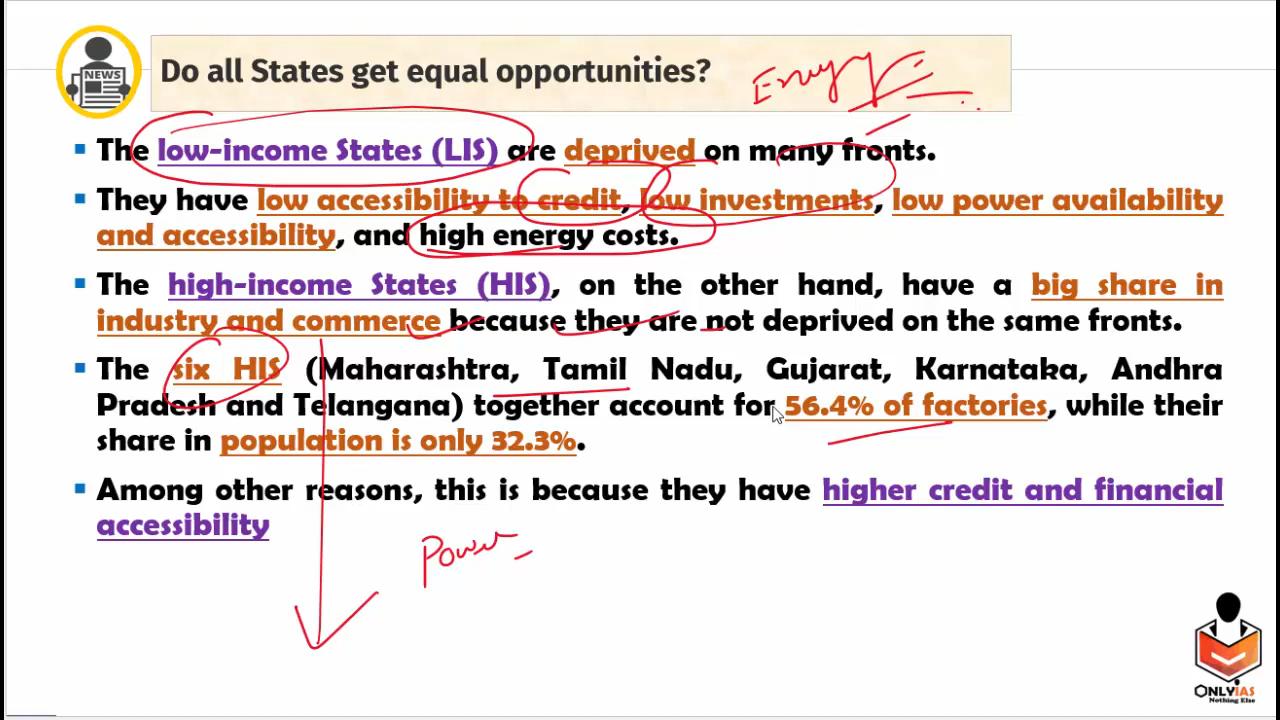 NEWS
Do all States get equal opportunities?
Energy
The low-income States (LIS) are deprived on many fronts.
They have low accessibility to credit, low investments, low power availability
and accessibility, and high energy costs.
The high-income States (HIS), on the other hand, have a big share in
industry and commerce because they are not deprived on the same fronts.
The six HIS (Maharashtra, Tamil Nadu, Gujarat, Karnataka, Andhra
Pradesh and Telangana) together account for 56.4% of factories, while their
share in population is only 32.3%.
Among other reasons, this is because they have higher credit and financial
accessibility
Power
ONLYIAS
Nothing Else